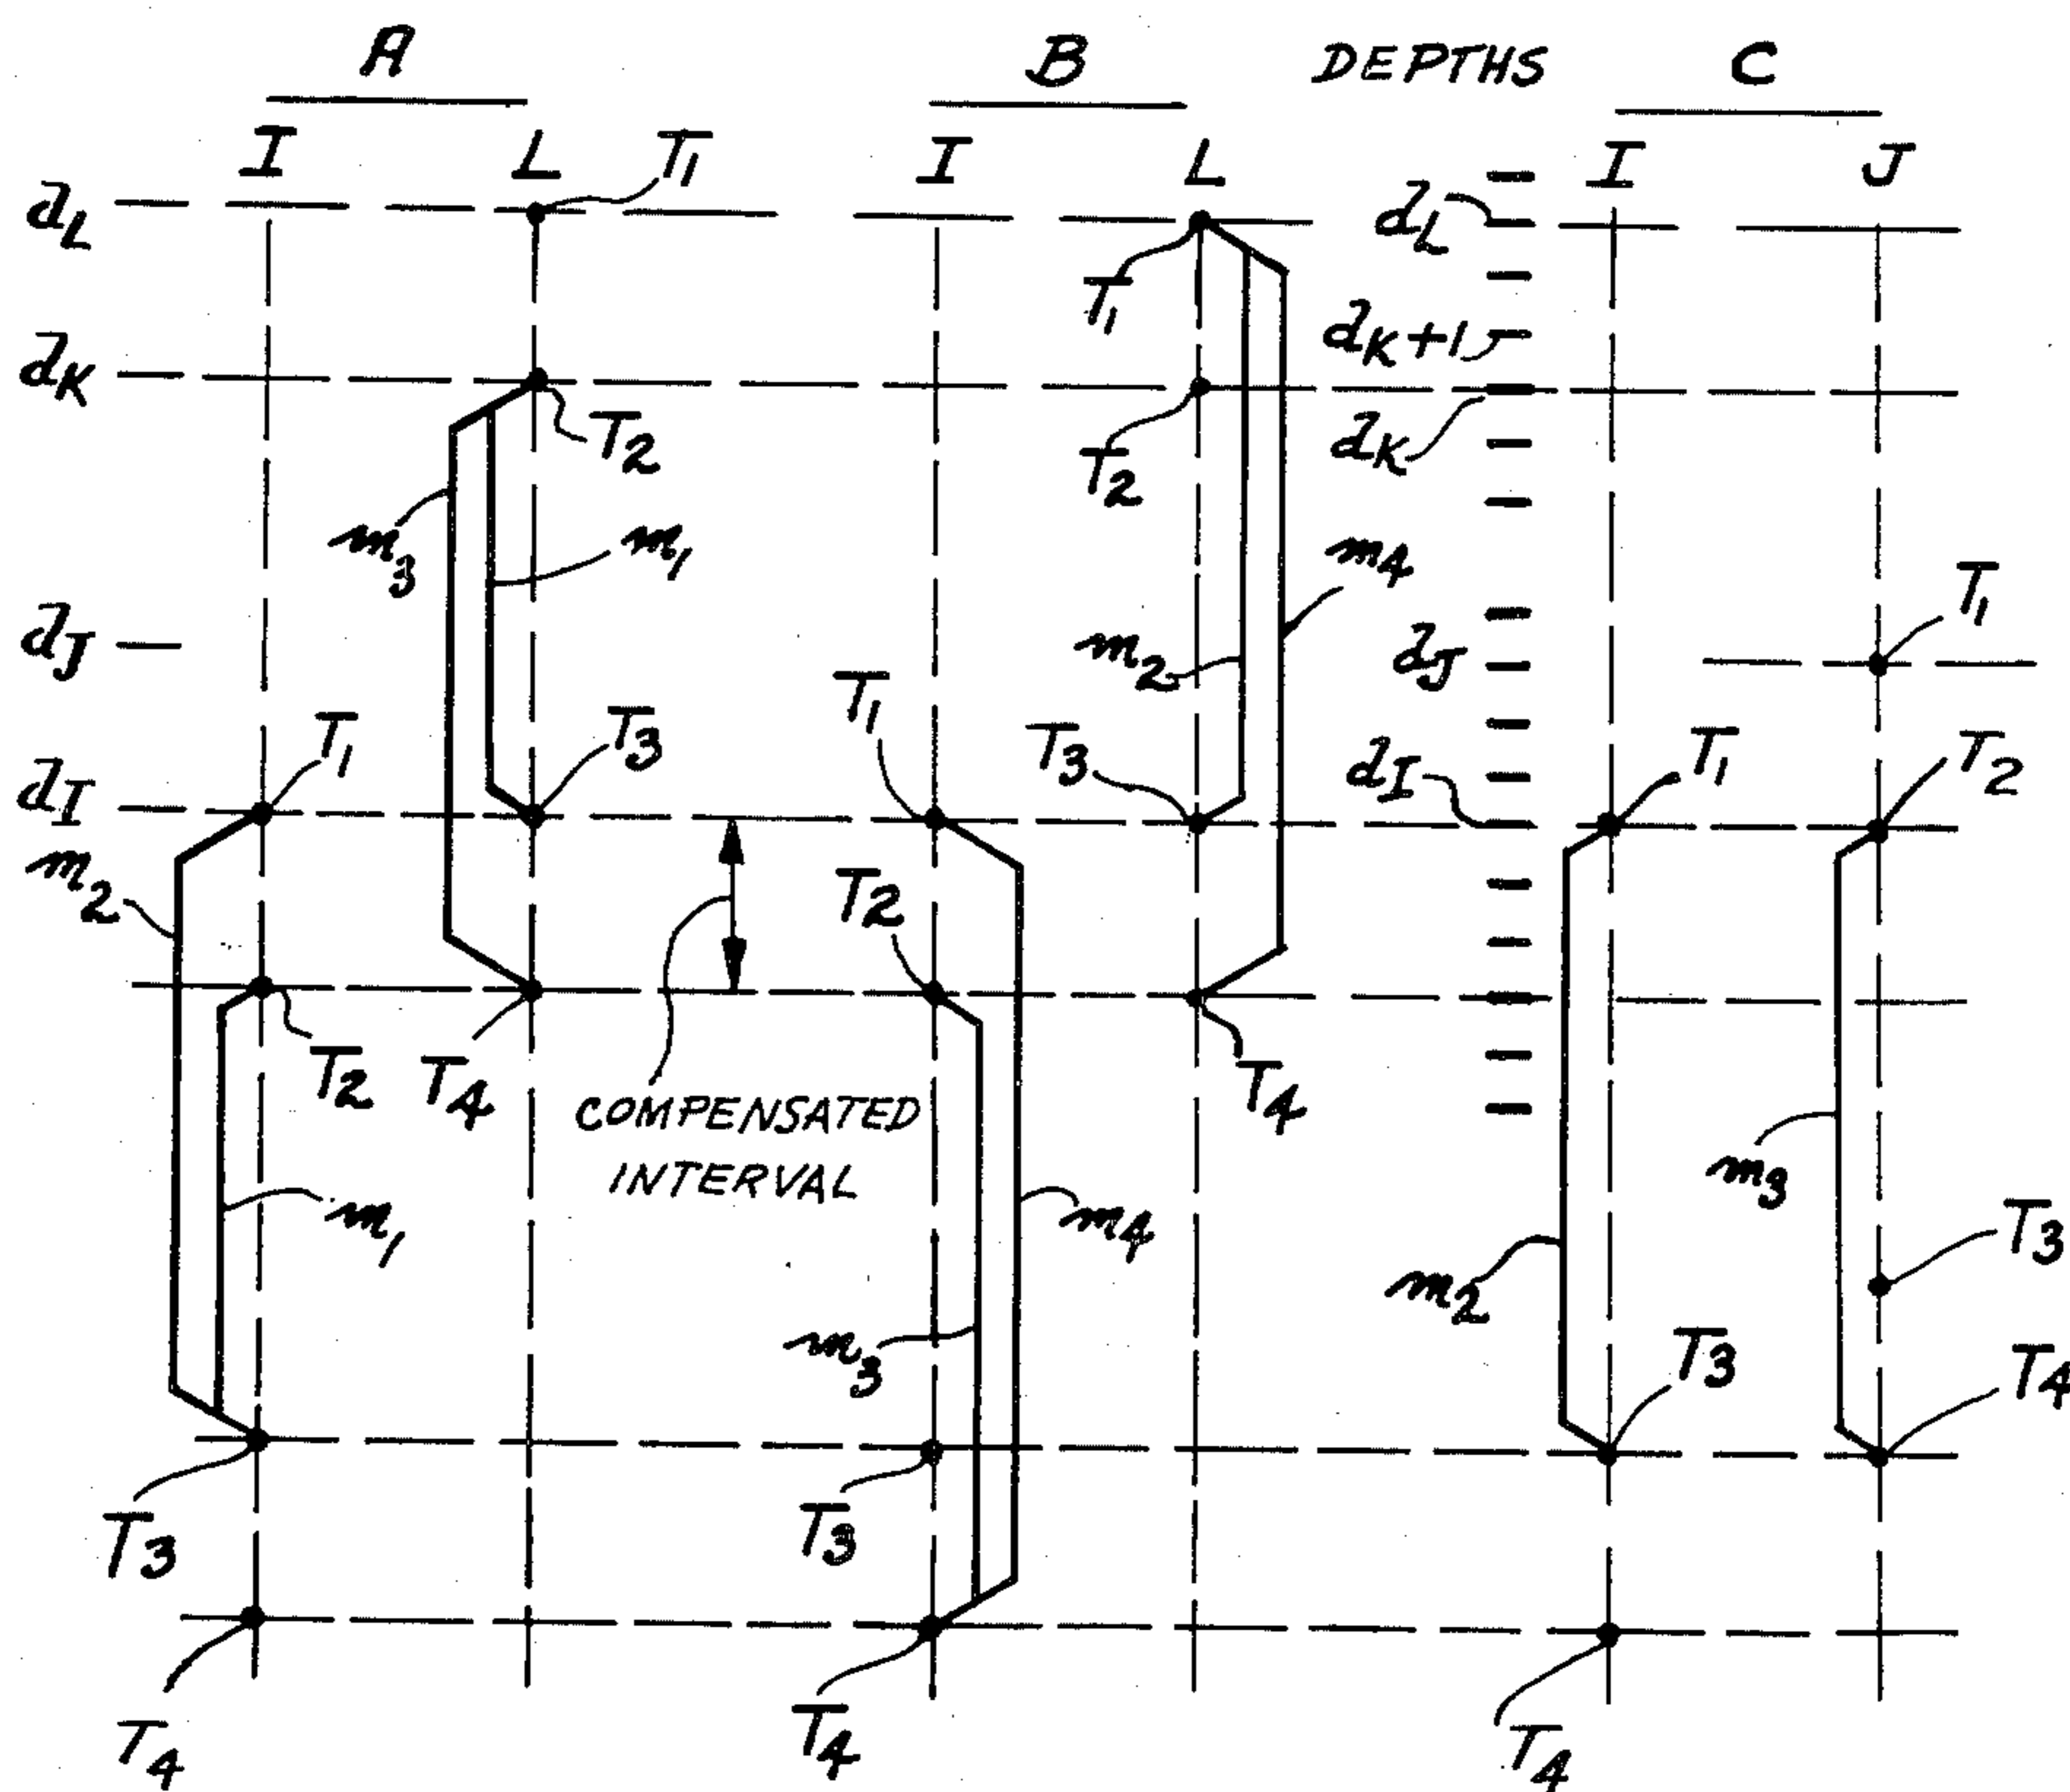 A B DEPTHS C
I L T1 I L I J
dL dL
T1
dK+1
dK T2 T2 dK
m3 m1 m2 m4
dJ dJ T1
T1 T3 T1 T3 T1 T2
dI dI
m2 T2
T2 T4 T4
COMPENSATED
INTERVAL
m1 m4 m3
m3 m2 T3
T3 T4
T3 T3
T4 T4 T4